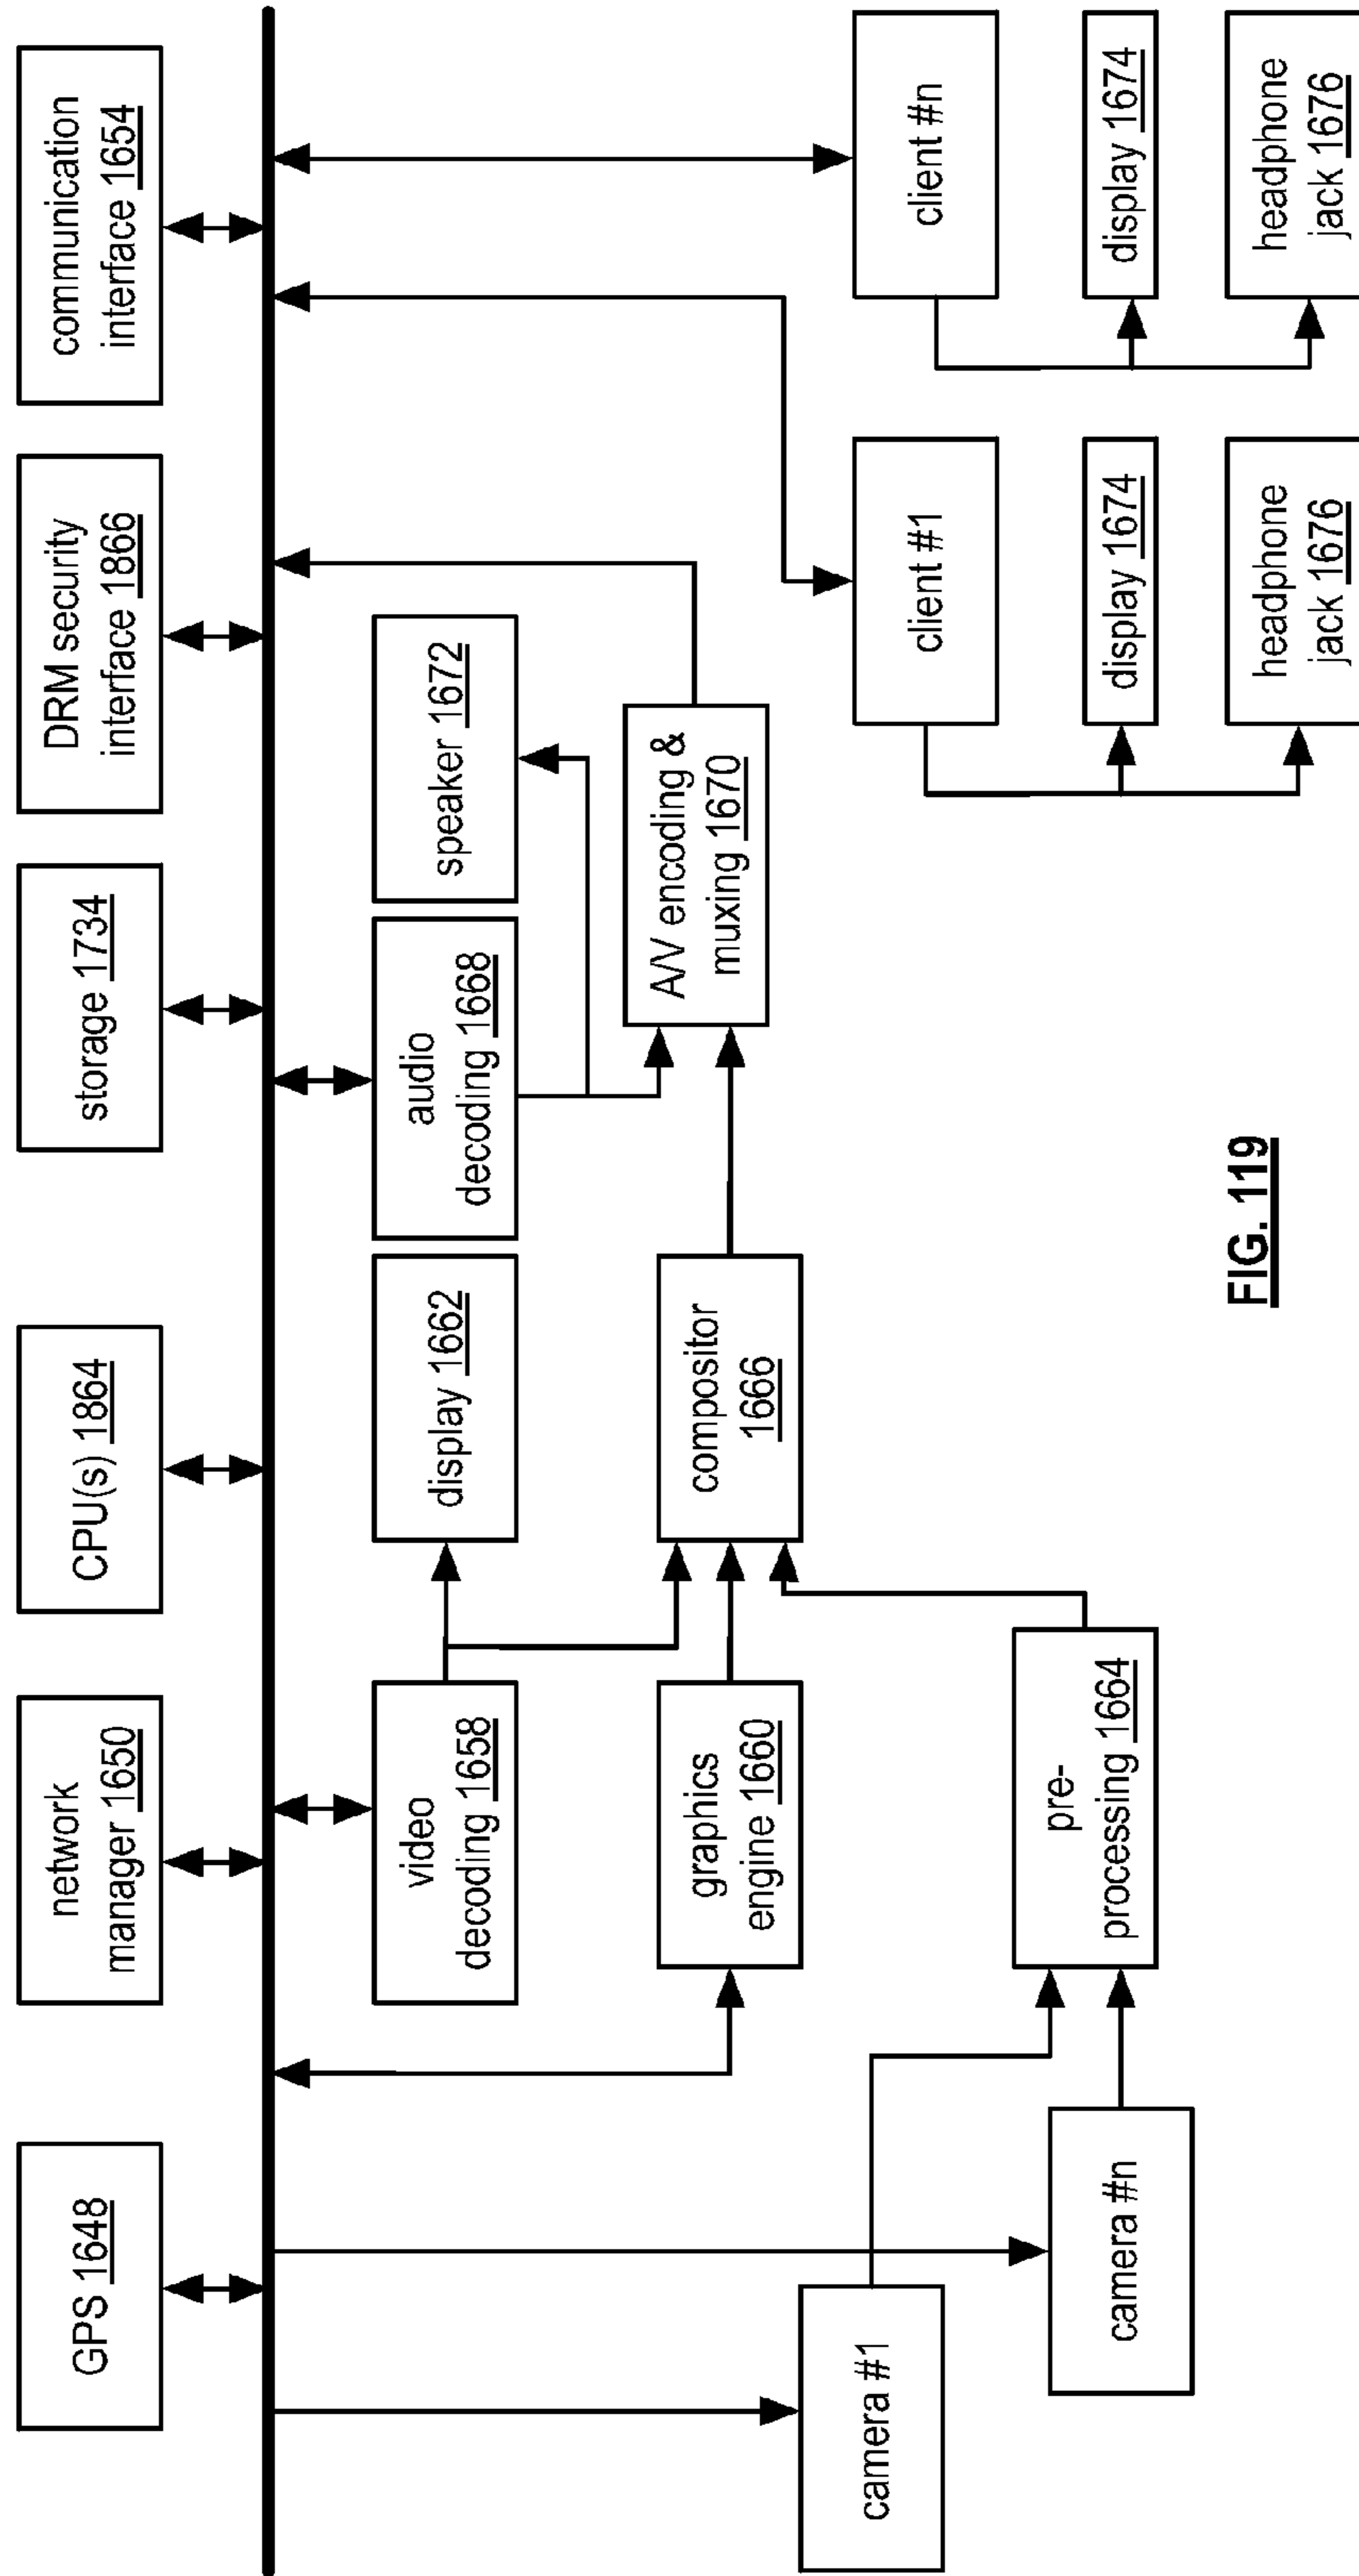 GPS 1648
network
manager 1650
CPU(s) 1864
storage 1734
DRM security
interface 1866
communication
interface 1654
video
decoding 1658
display 1662
audio
decoding 1668
speaker 1672
graphics
engine 1660
compositor
1666
A/V encoding &
muxing 1670
camera #1
camera #n
pre-
processing 1664
client #1
display 1674
headphone
jack 1676
client #n
display 1674
headphone
jack 1676
FIG. 119